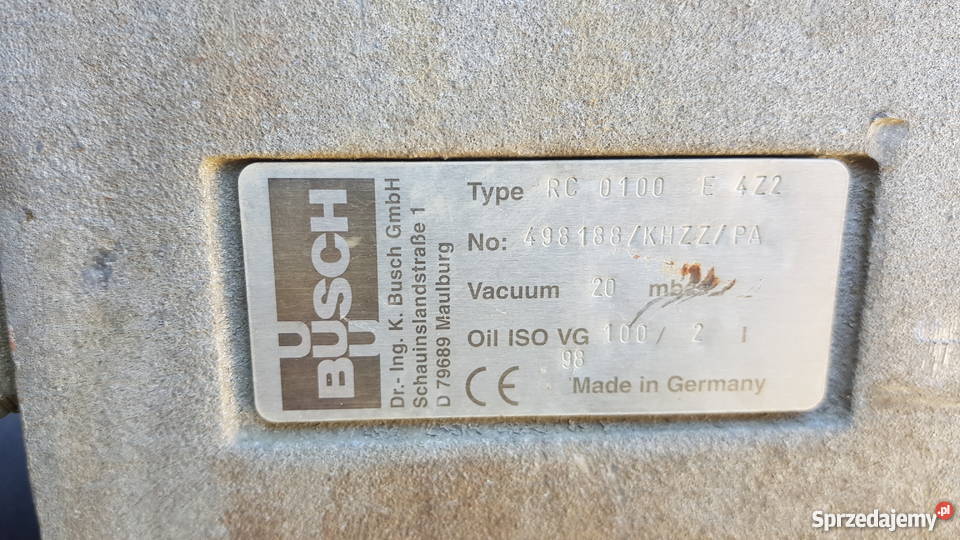 BUSCH
Dr.- Ing. K. Busch GmbH
Schauinslandstraße 1
D 79689 Maulburg
Type RC 0100 E 4Z2
No: 498188/KHZZ/PA
Vacuum 20
Oil ISO VG 100/ 2 l
98
CE Made in Germany
Sprzedajemy.pl